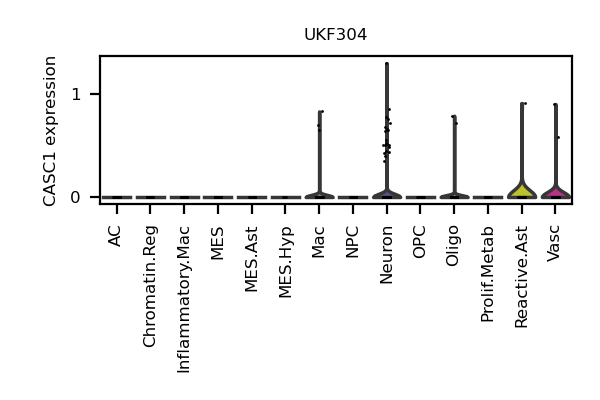 UKF304
CASC1 expression
1
0
AC
Chromatin.Reg
Inflammatory.Mac
MES
MES.Ast
MES.Hyp
Mac
NPC
Neuron
OPC
Oligo
Prolif.Metab
Reactive.Ast
Vasc